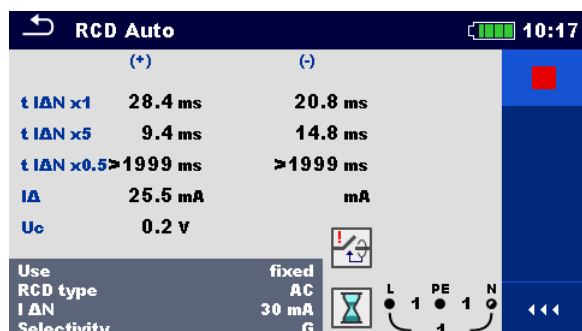 RCD Auto 10:17
(+) (-)
t IΔN x1 28.4 ms 20.8 ms
t IΔN x5 9.4 ms 14.8 ms
t IΔN x0.5 >1999 ms >1999 ms
IΔ 25.5 mA mA
Uc 0.2 V
Use fixed
RCD type AC
I ΔN 30 mA
Selectivity G
L PE N
1 1
1